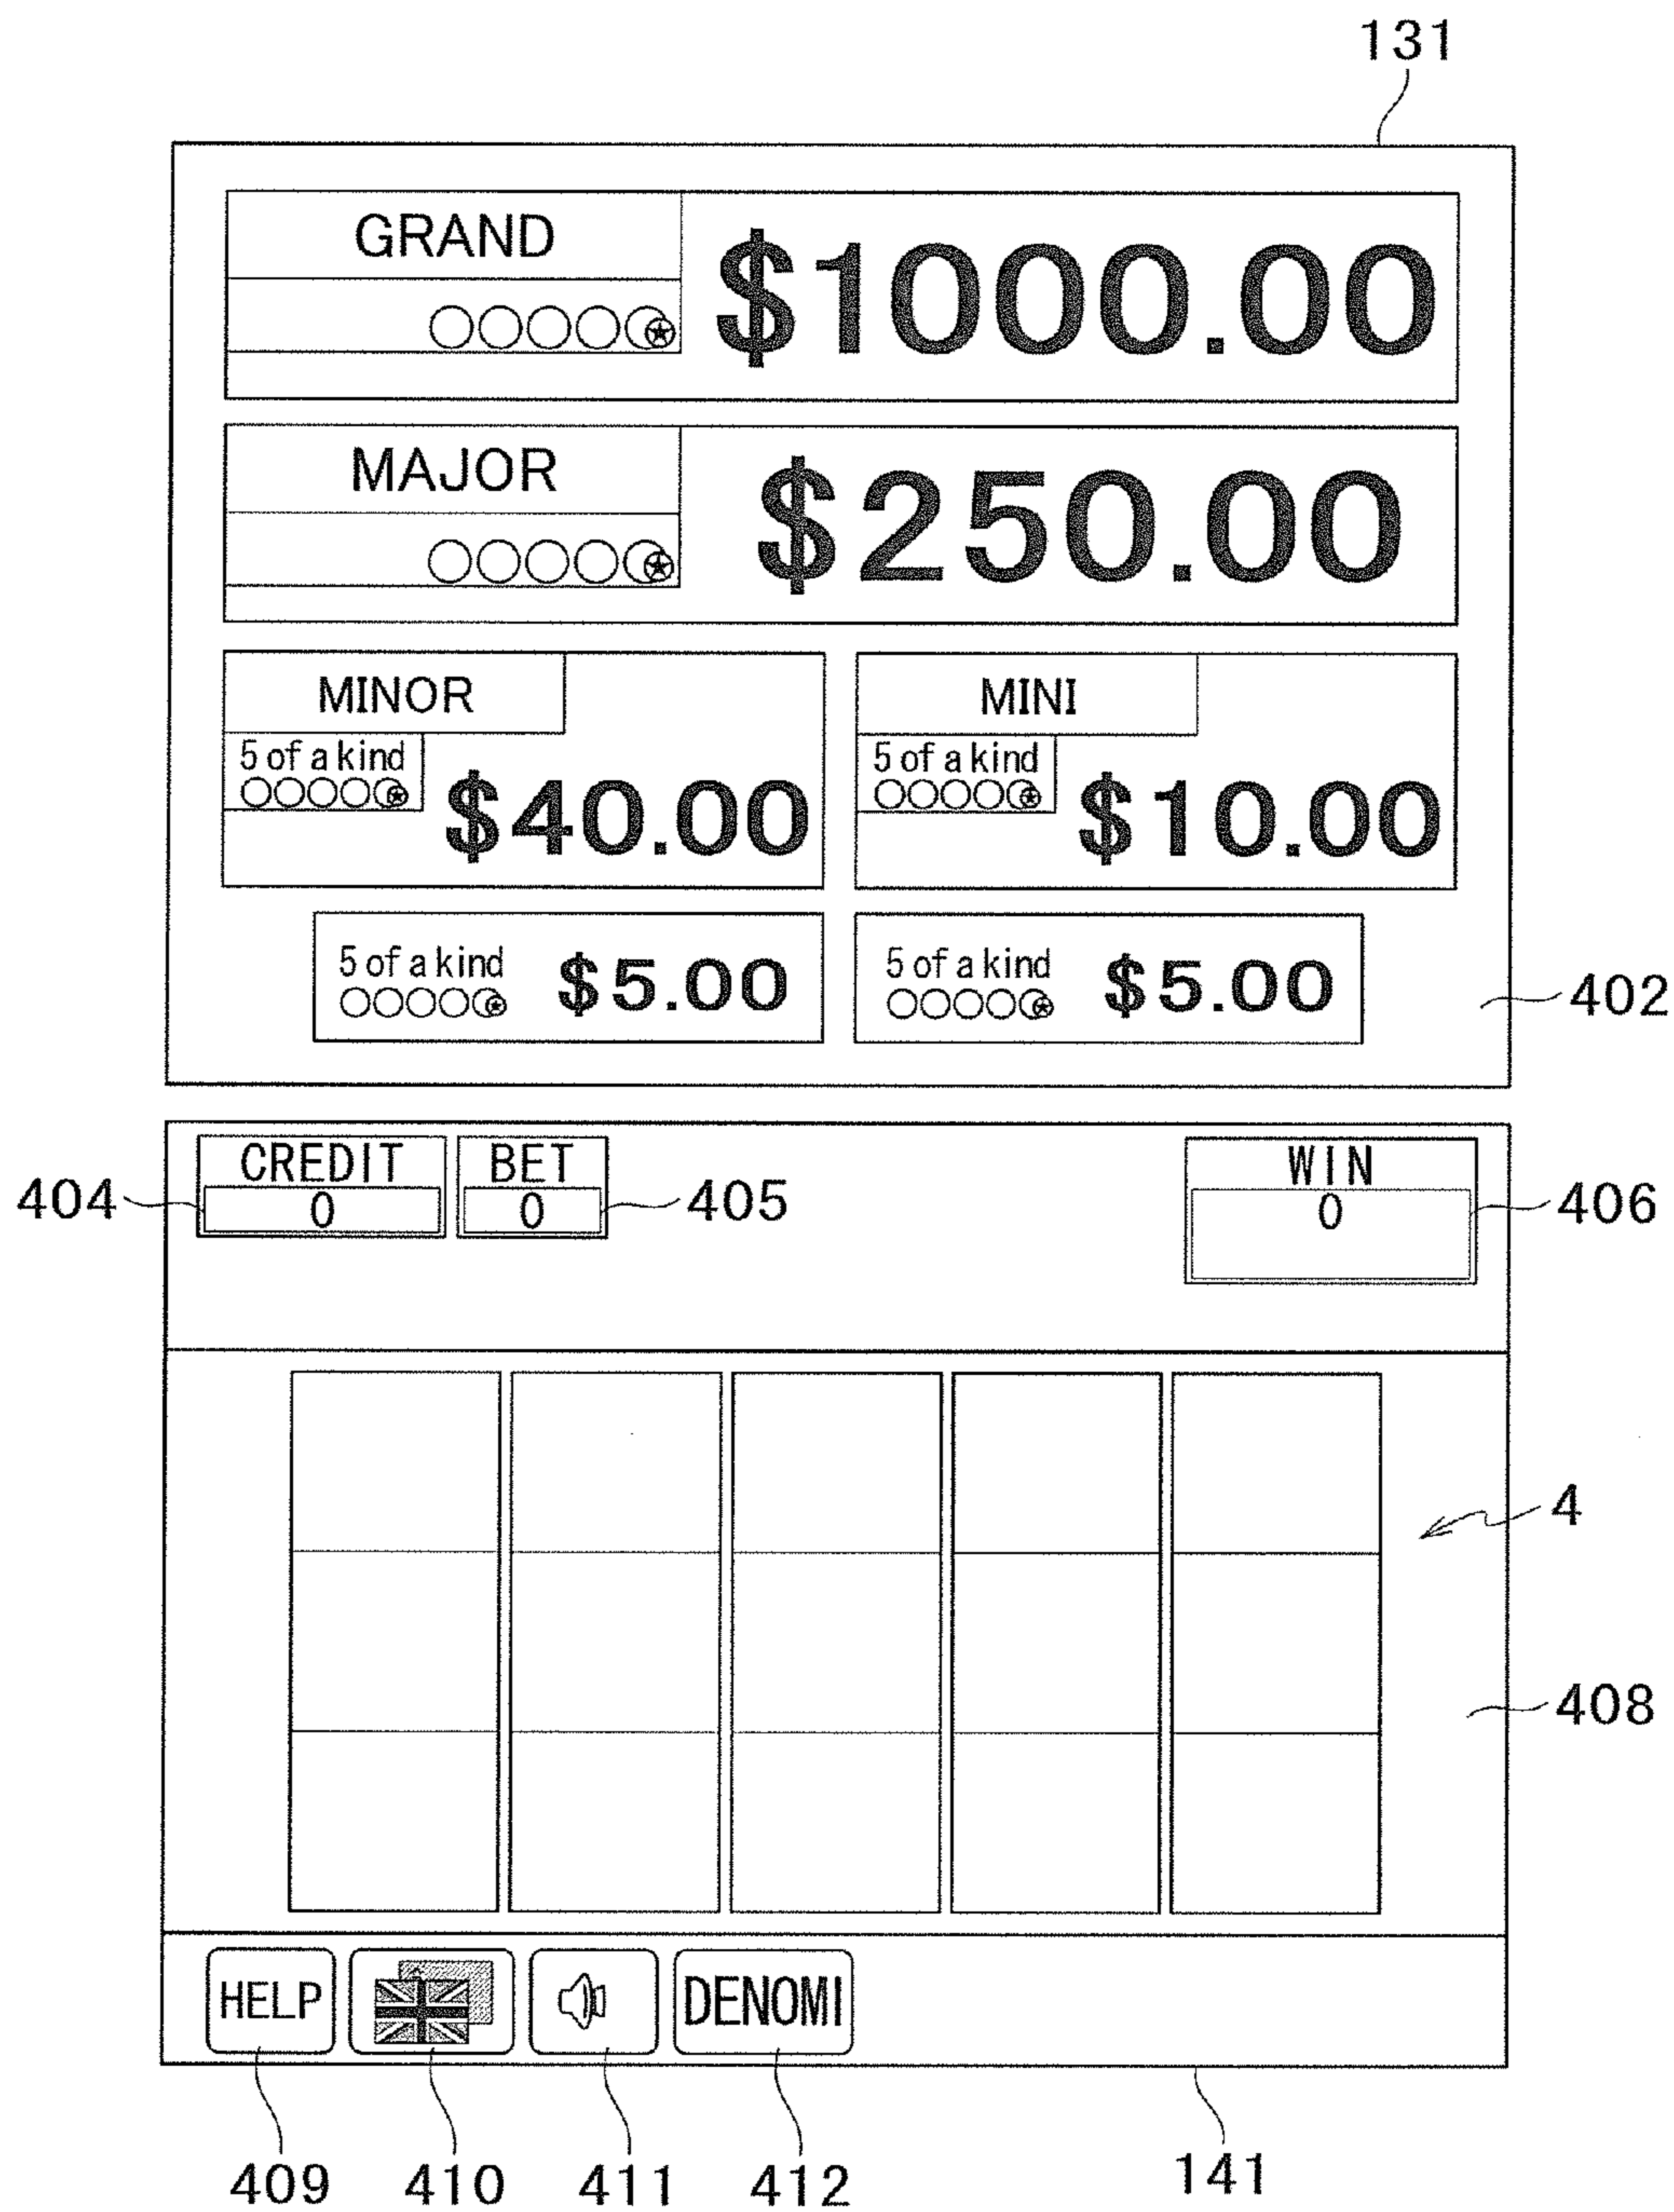 131
GRAND
$1000.00
MAJOR
$250.00
MINOR
5 of a kind
$40.00
MINI
5 of a kind
$10.00
5 of a kind
$5.00
5 of a kind
$5.00
402
CREDIT
0
BET
0
WIN
0
404
405
406
4
408
HELP
DENOMI
409
410
411
412
141